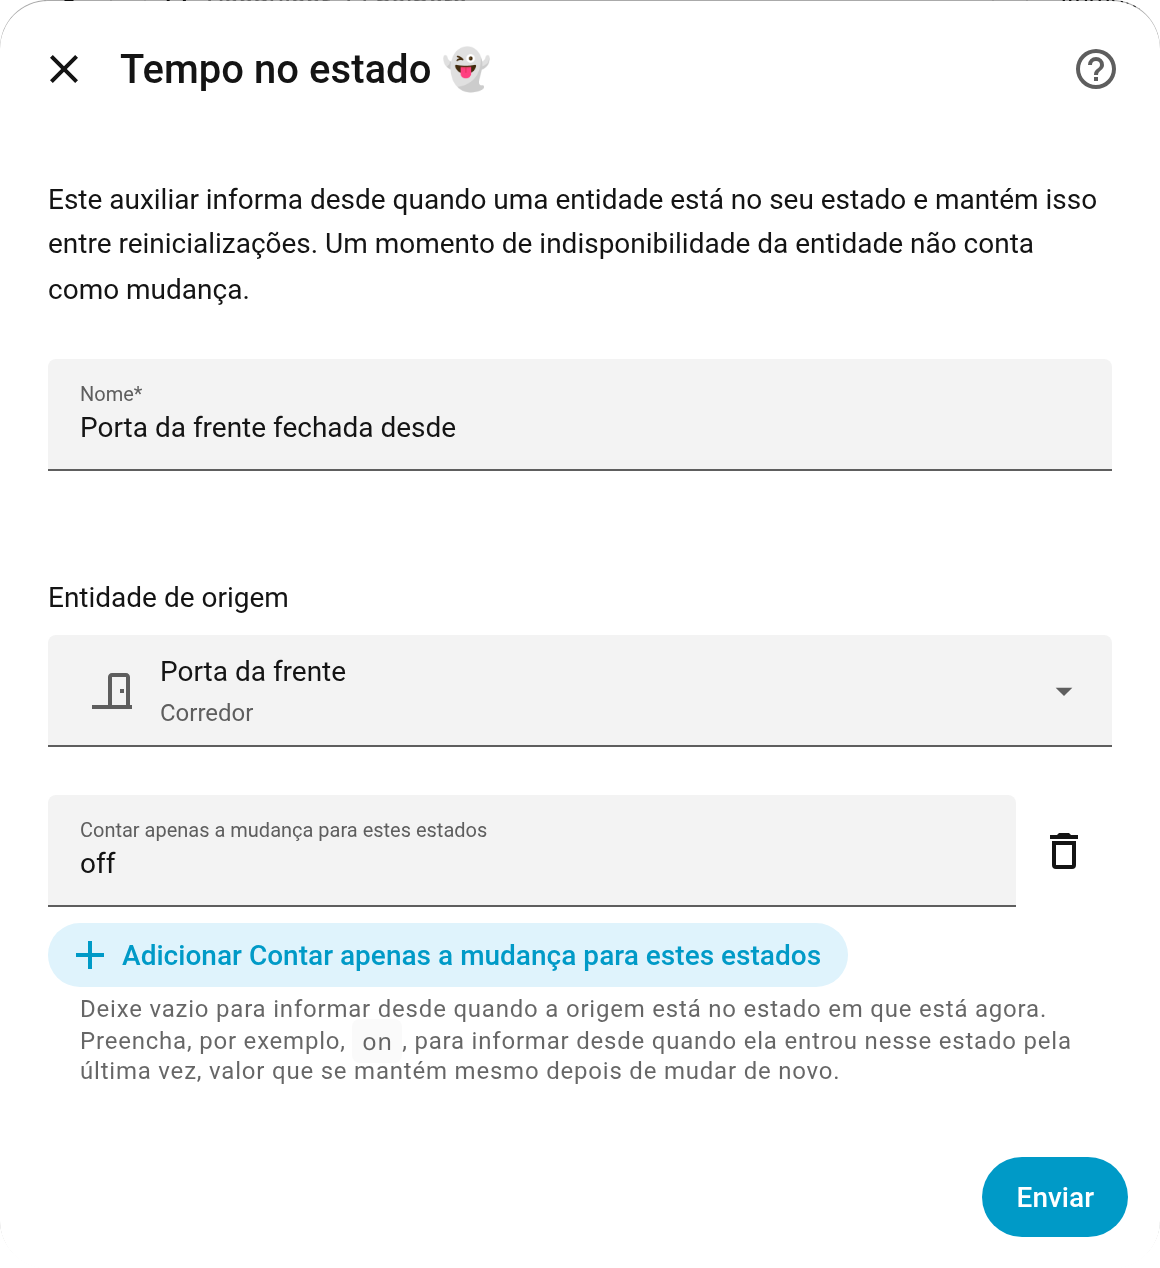 Tempo no estado 👻
Este auxiliar informa desde quando uma entidade está no seu estado e mantém isso
entre reinicializações. Um momento de indisponibilidade da entidade não conta
como mudança.
Nome*
Porta da frente fechada desde
Entidade de origem
Porta da frente
Corredor
Contar apenas a mudança para estes estados
off
Adicionar Contar apenas a mudança para estes estados
Deixe vazio para informar desde quando a origem está no estado em que está agora.
Preencha, por exemplo, on, para informar desde quando ela entrou nesse estado pela
última vez, valor que se mantém mesmo depois de mudar de novo.
Enviar